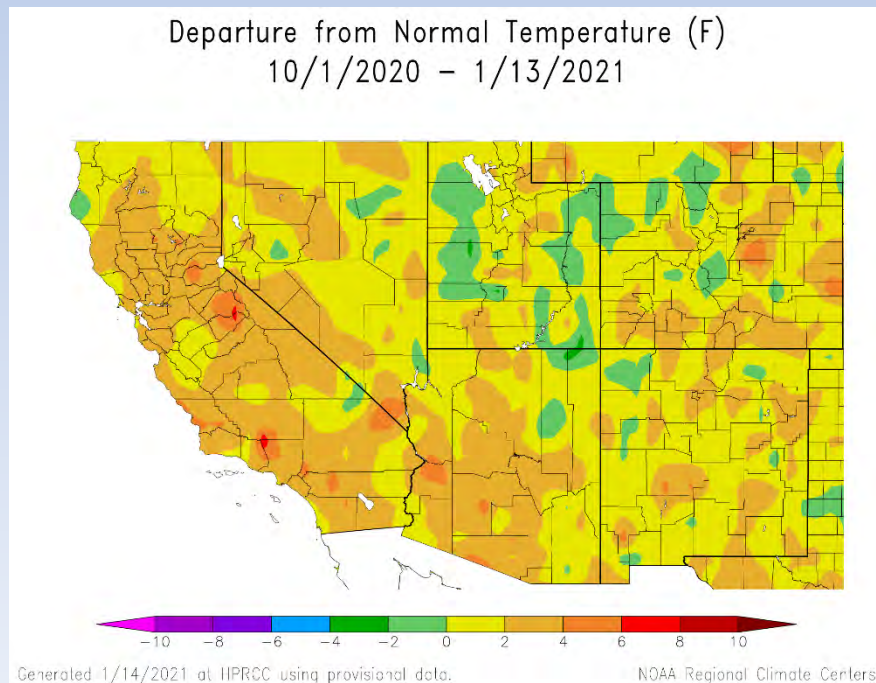 Departure from Normal Temperature (F)
10/1/2020 – 1/13/2021
-10 -8 -6 -4 -2 0 2 4 6 8 10
Generated 1/14/2021 at HPRCC using provisional data. NOAA Regional Climate Centers